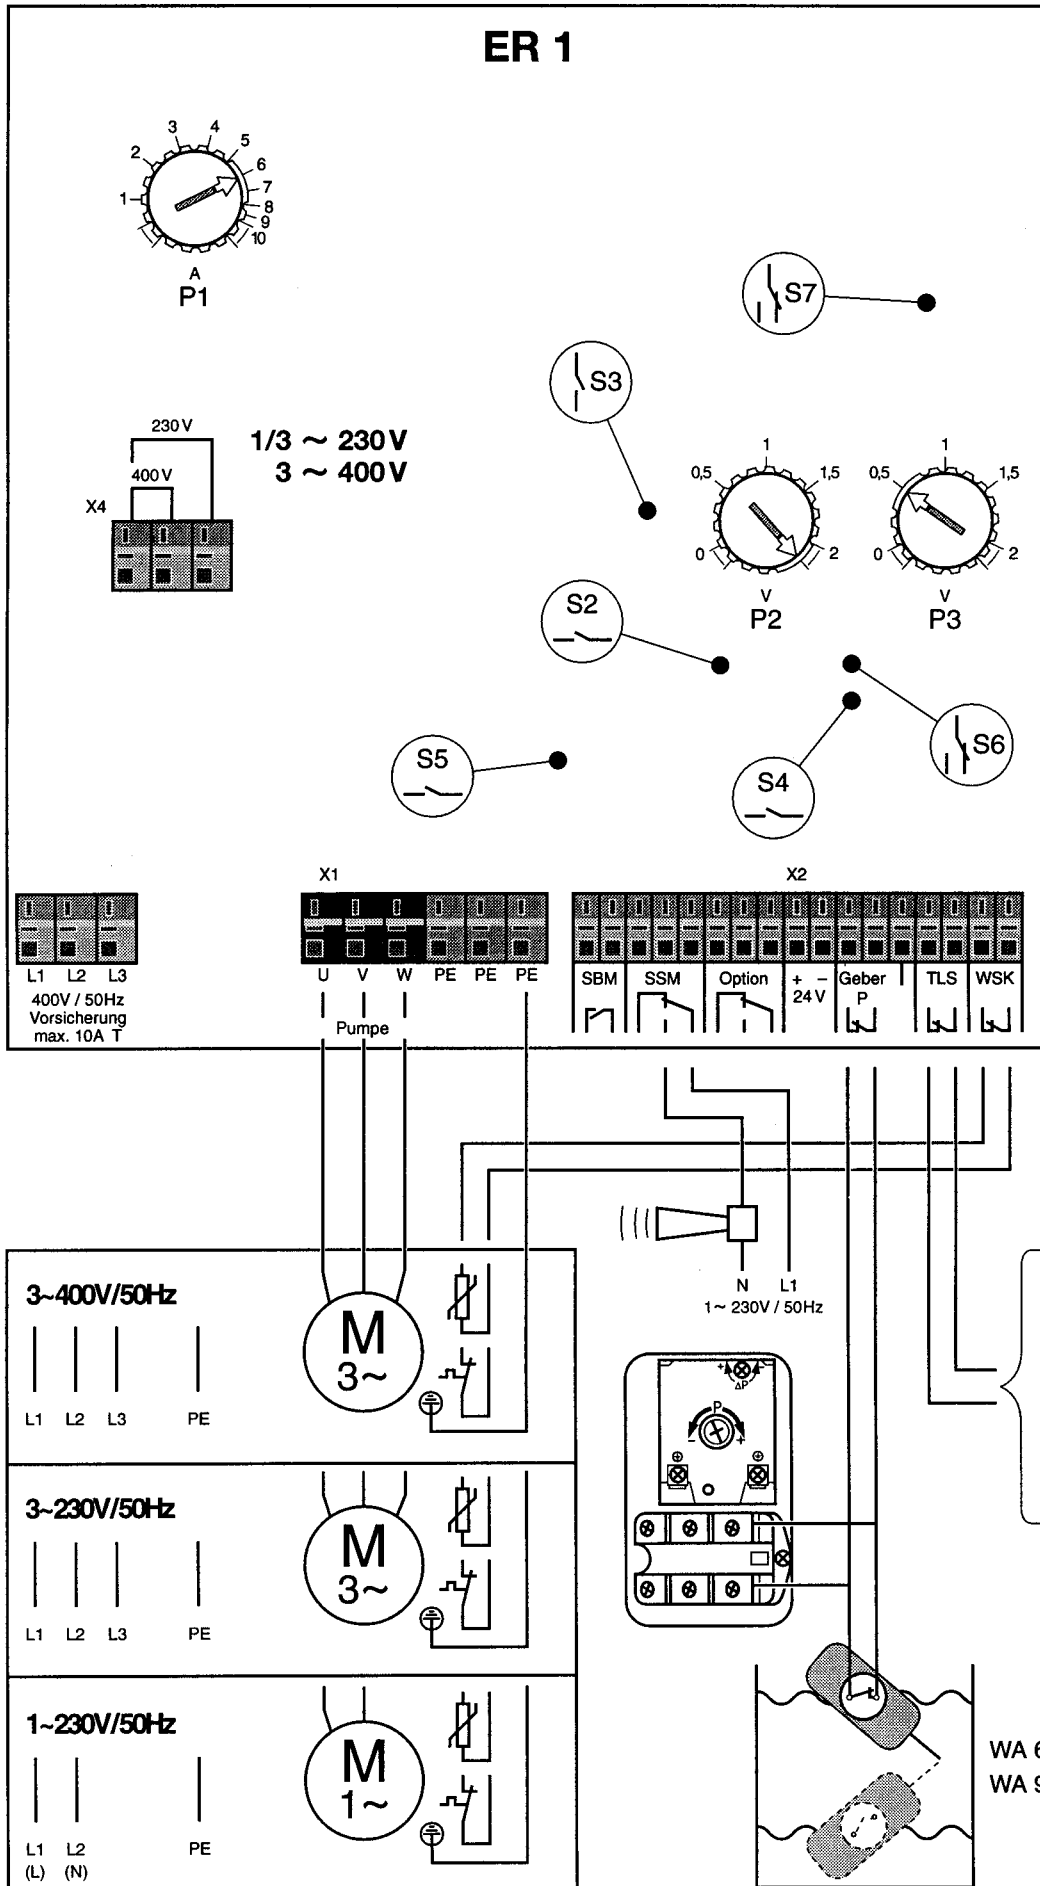 ER 1
3 4
2 5
6
1 7
8
9
10
A
P1
S7
S3
230 V
400 V
X4
1/3 ~ 230 V
3 ~ 400 V
1 1
0,5 1,5 0,5 1,5
0 2 0 2
V V
P2 P3
S2
S6
S5
S4
X1 X2
L1 L2 L3
400V / 50Hz
Vorsicherung
max. 10A T
U V W PE PE PE
Pumpe
SBM SSM Option + − Geber TLS WSK
24 V P
N L1
1 ~ 230V / 50Hz
3~400V/50Hz
M
3~
L1 L2 L3 PE
+ −
ΔP
P
- +
3~230V/50Hz
M
3~
L1 L2 L3 PE
1~230V/50Hz
M
1~
L1 L2 PE
(L) (N)
WA 6
WA 9